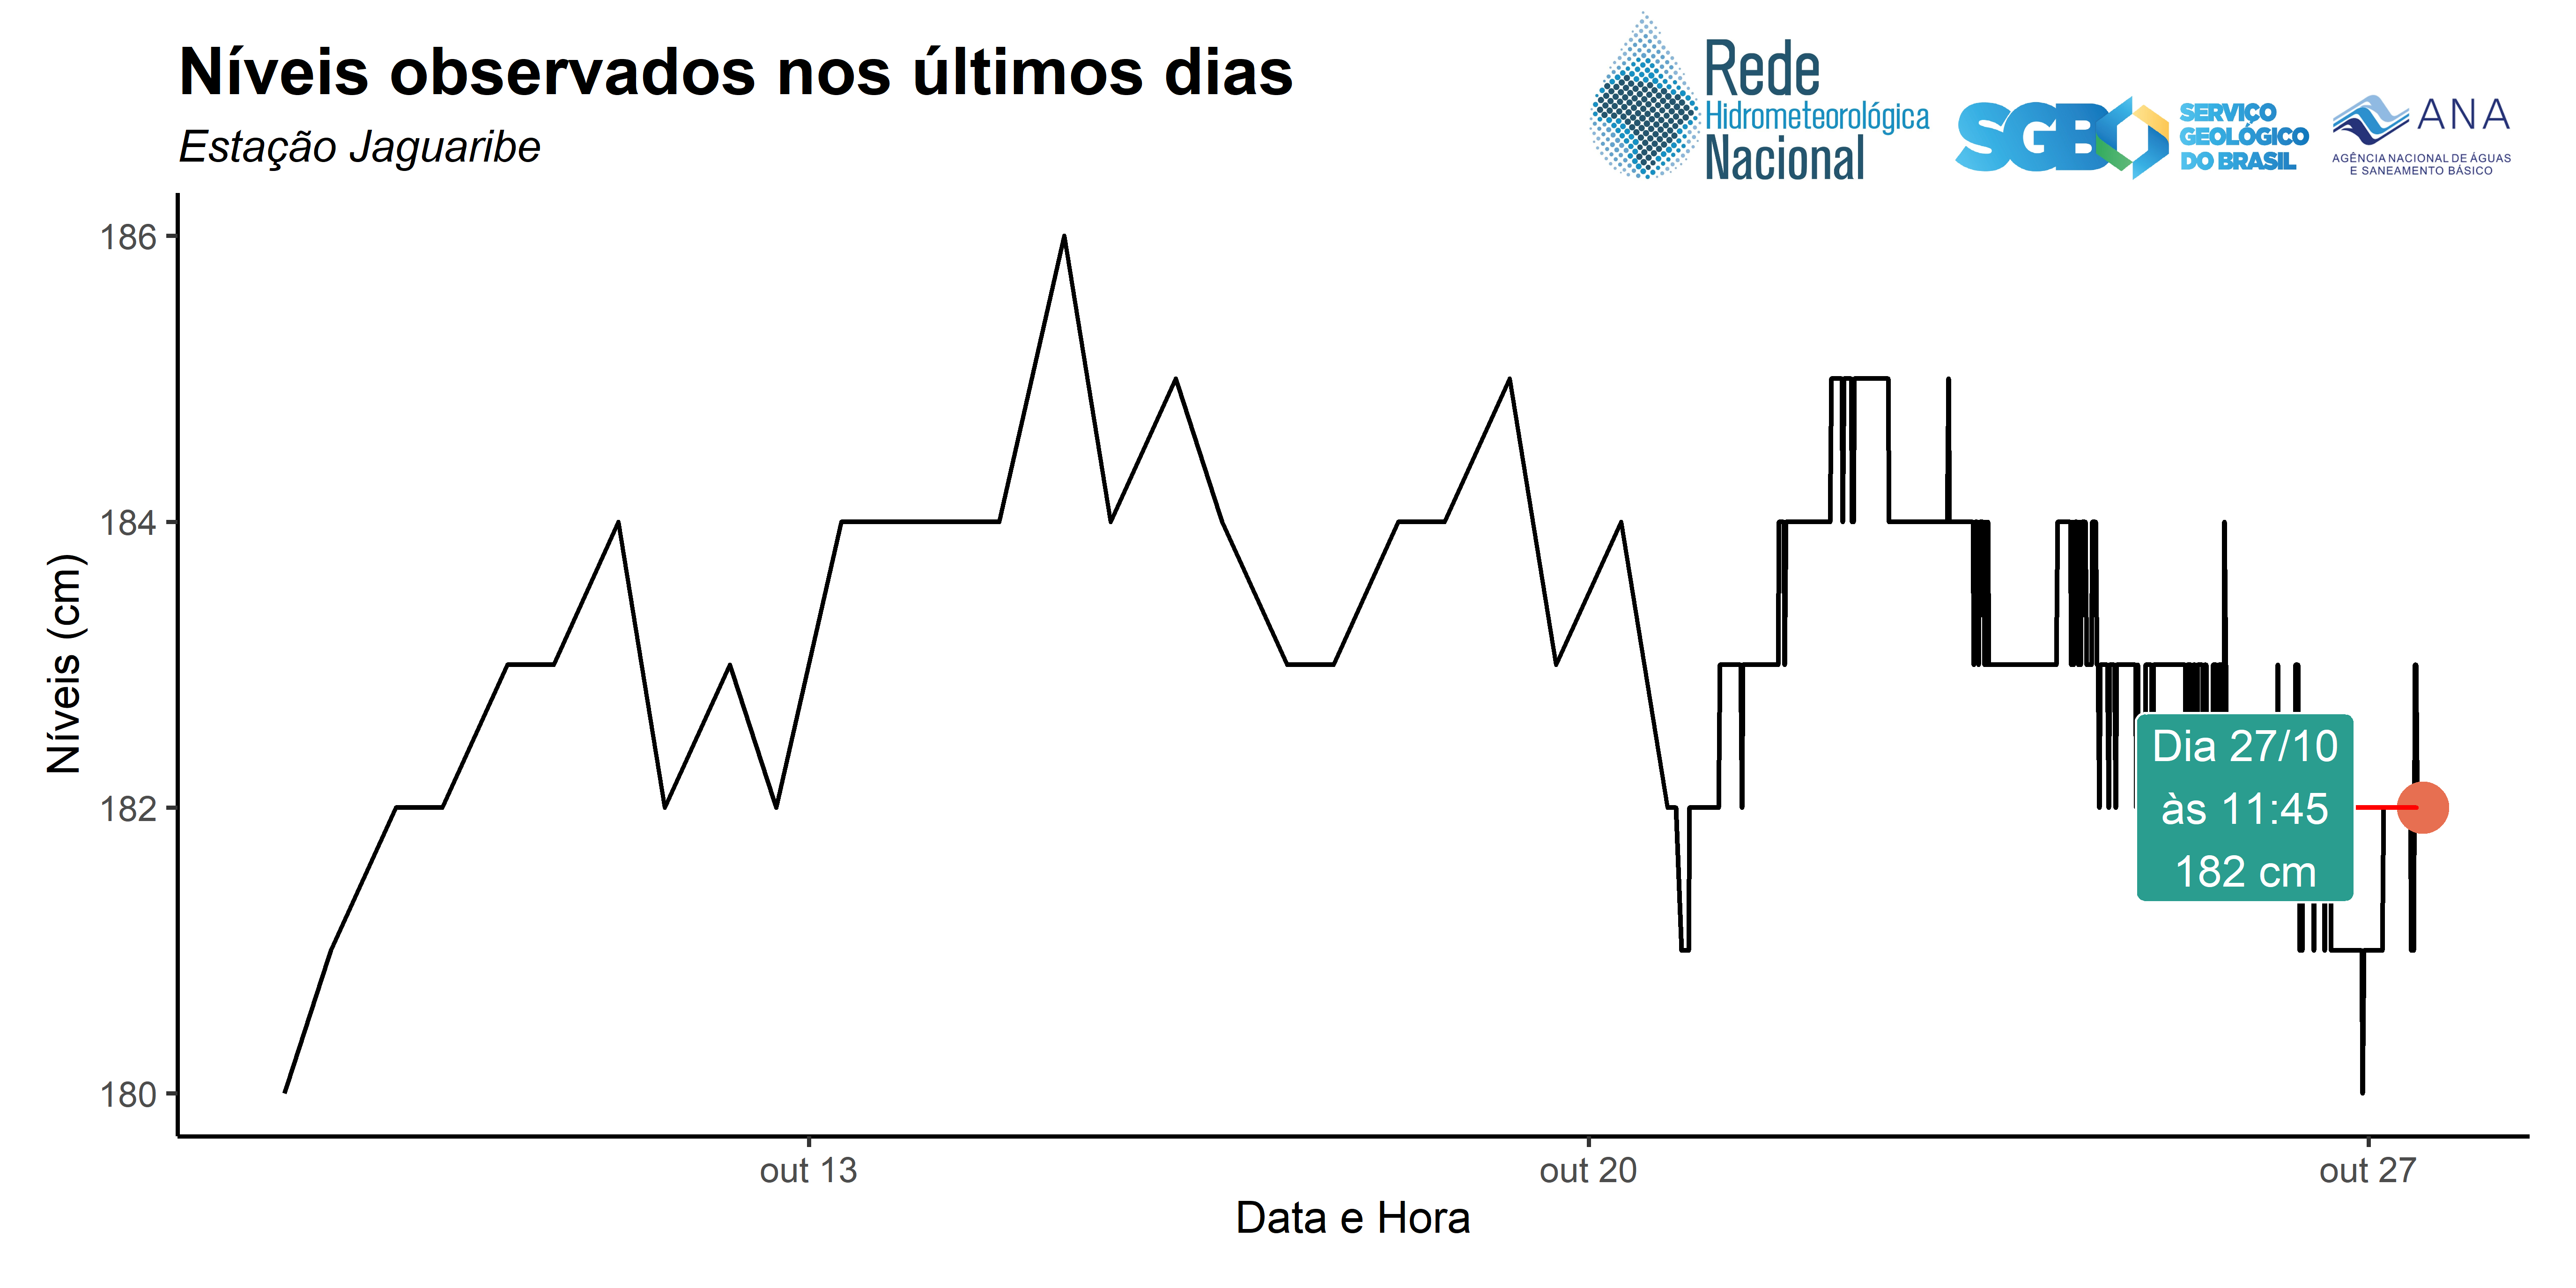 Níveis observados nos últimos dias
Estação Jaguaribe
Rede
Hidrometeorológica
Nacional
SGB
SERVIÇO
GEOLÓGICO
DO BRASIL
ANA
AGÊNCIA NACIONAL DE ÁGUAS
E SANEAMENTO BÁSICO
Níveis (cm)
186
184
182
180
Dia 27/10
às 11:45
182 cm
out 13
out 20
out 27
Data e Hora